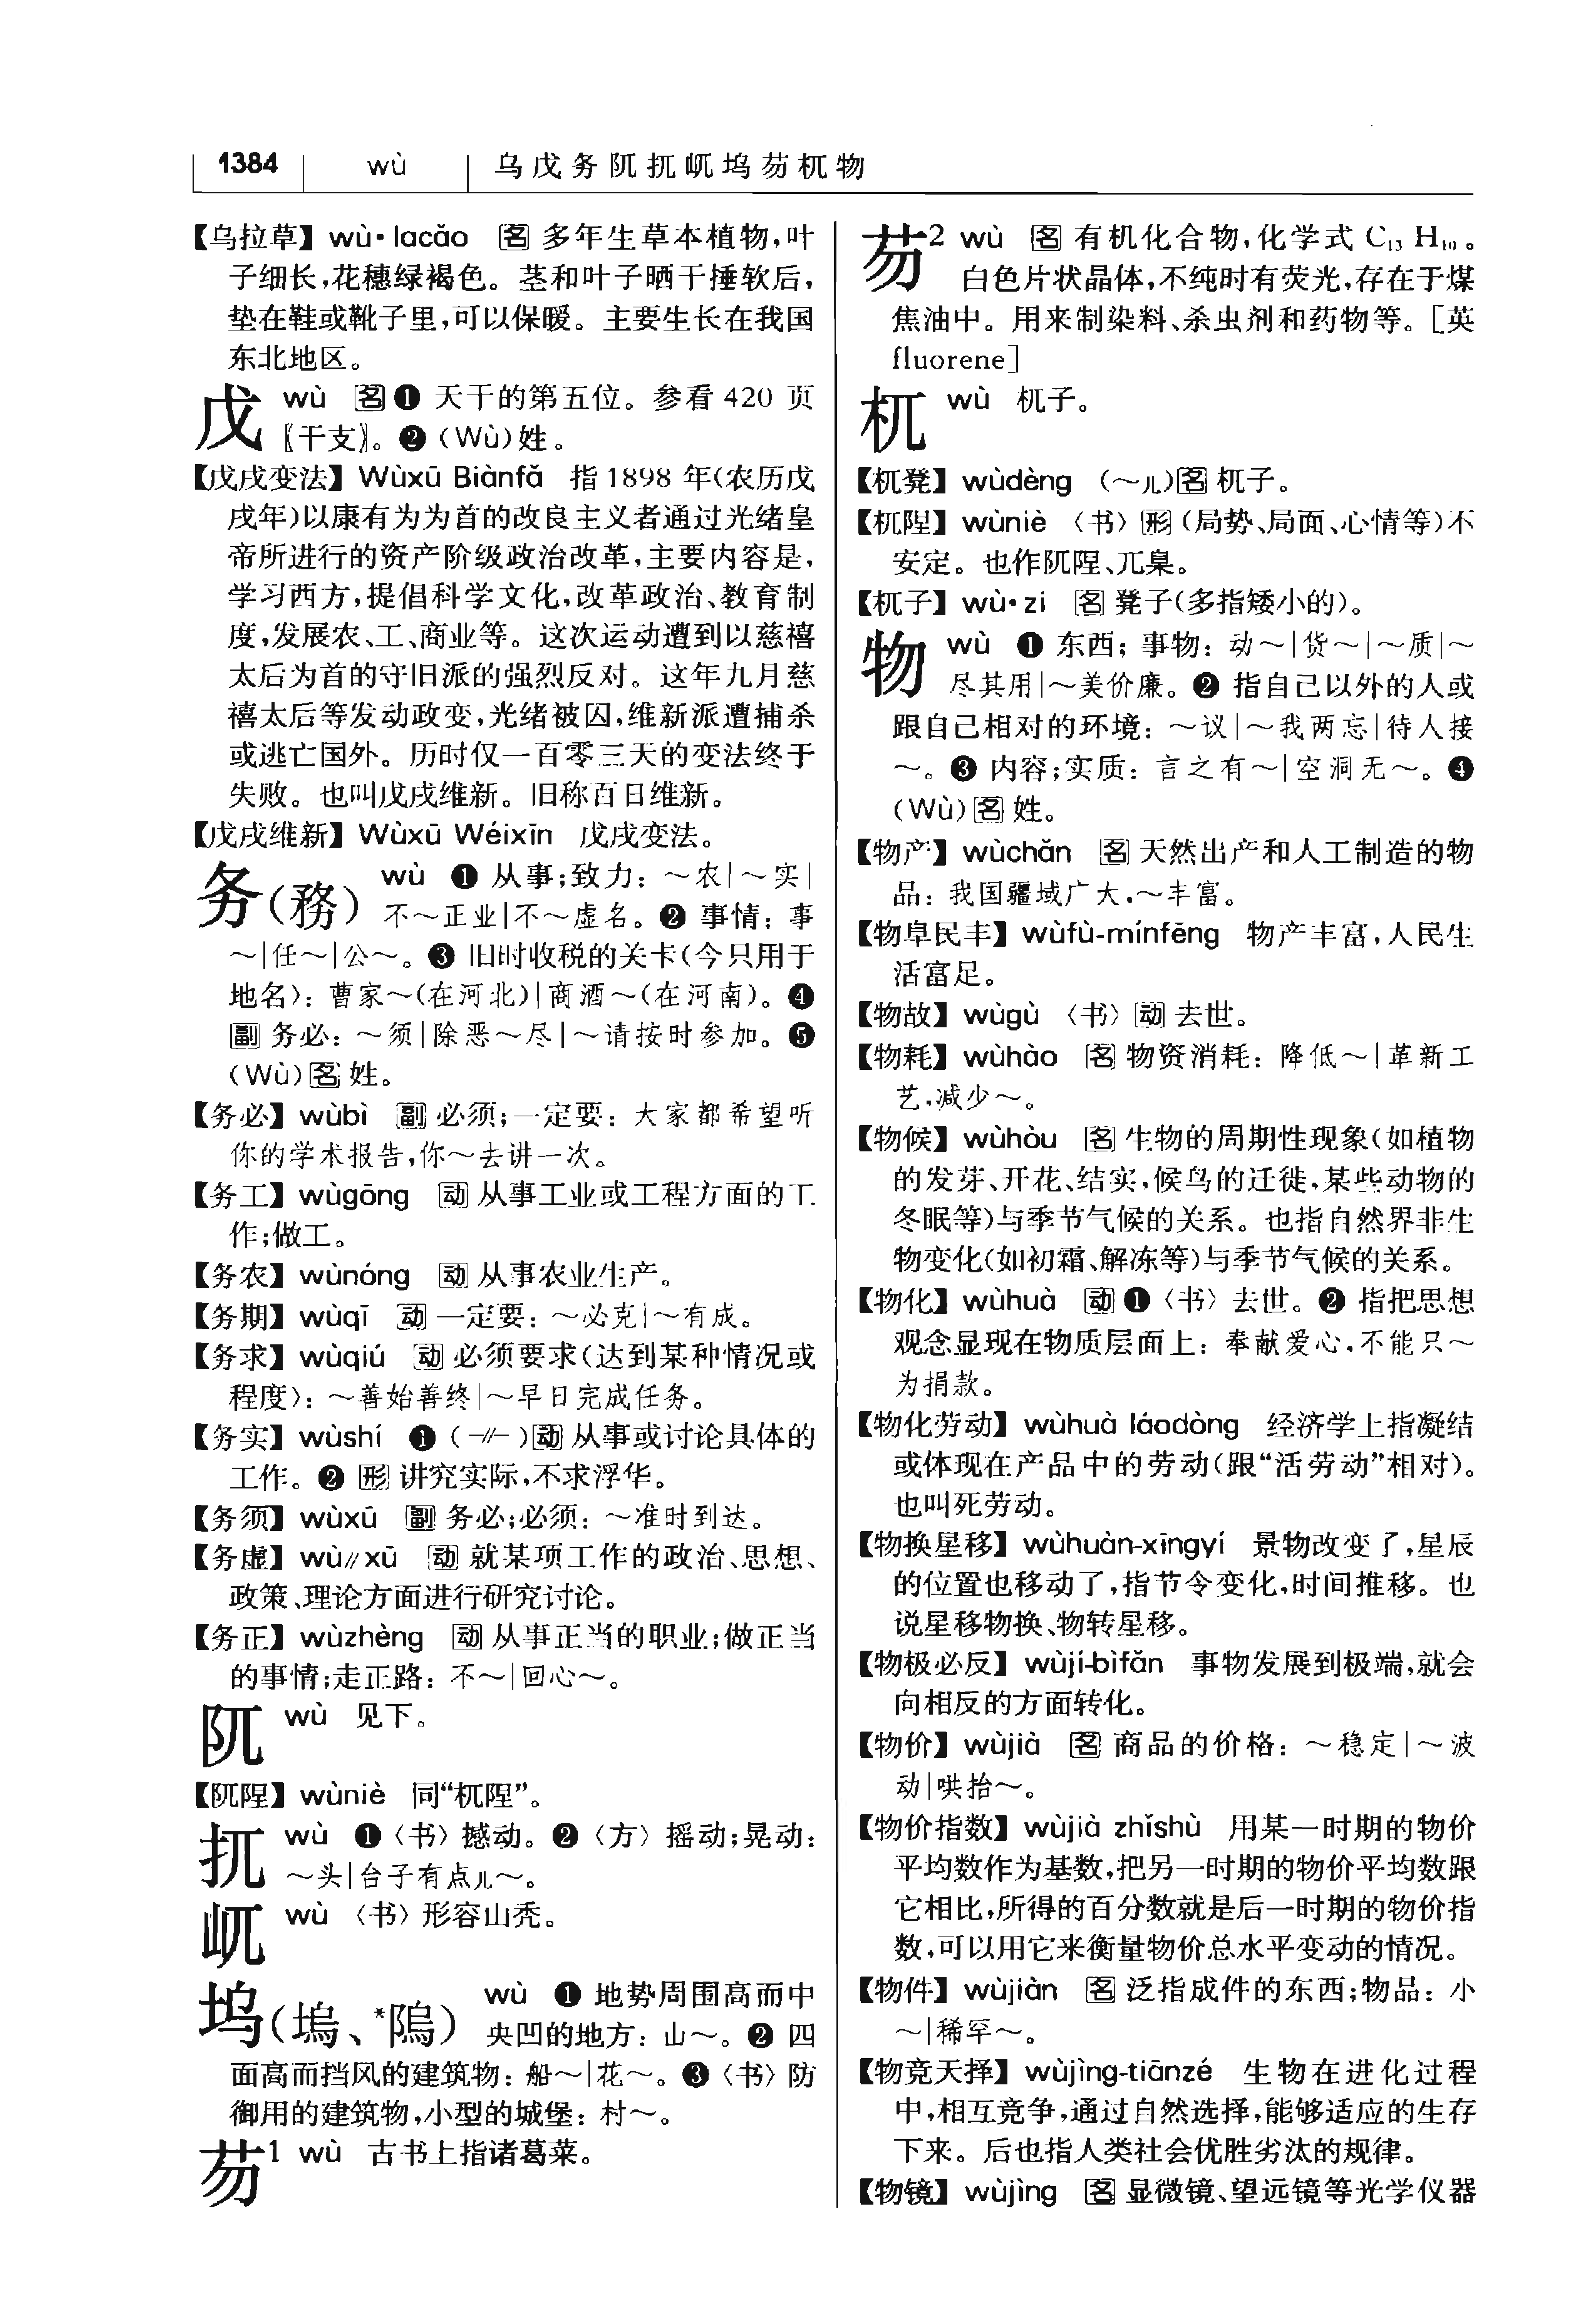 1384 wù 乌戊务阢扤屼坞芴杌物
【乌拉草】wù·lacǎo 名 多年生草本植物,叶
子细长,花穗绿褐色。茎和叶子晒干捶软后,
垫在鞋或靴子里,可以保暖。主要生长在我国
东北地区。
戊 wù 名❶ 天干的第五位。参看 420 页
〖干支〗。❷(Wù)姓。
【戊戌变法】Wùxū Biànfǎ 指 1898 年(农历戊
戌年)以康有为为首的改良主义者通过光绪皇
帝所进行的资产阶级政治改革,主要内容是,
学习西方,提倡科学文化,改革政治、教育制
度,发展农、工、商业等。这次运动遭到以慈禧
太后为首的守旧派的强烈反对。这年九月慈
禧太后等发动政变,光绪被囚,维新派遭捕杀
或逃亡国外。历时仅一百零三天的变法终于
失败。也叫戊戌维新。旧称百日维新。
【戊戌维新】Wùxū Wéixīn 戊戌变法。
务(務) wù ❶ 从事;致力:～农|～实|
不～正业|不～虚名。❷ 事情:事
～|任～|公～。❸ 旧时收税的关卡(今只用于
地名):曹家～(在河北)|商酒～(在河南)。❹
副 务必:～须|除恶～尽|～请按时参加。❺
(Wù)名 姓。
【务必】wùbì 副 必须;一定要:大家都希望听
你的学术报告,你～去讲一次。
【务工】wùgōng 动 从事工业或工程方面的工
作;做工。
【务农】wùnóng 动 从事农业生产。
【务期】wùqī 动 一定要:～必克|～有成。
【务求】wùqiú 动 必须要求(达到某种情况或
程度):～善始善终|～早日完成任务。
【务实】wùshí ❶(-//-)动 从事或讨论具体的
工作。❷ 形 讲究实际,不求浮华。
【务须】wùxū 副 务必;必须:～准时到达。
【务虚】wù//xū 动 就某项工作的政治、思想、
政策、理论方面进行研究讨论。
【务正】wùzhèng 动 从事正当的职业;做正当
的事情;走正路:不～|回心～。
阢 wù 见下。
【阢陧】wùniè 同“杌陧”。
扤 wù ❶〈书〉撼动。❷〈方〉摇动;晃动:
～头|台子有点儿～。
屼 wù 〈书〉形容山秃。
坞(塢、*隖) wù ❶ 地势周围高而中
央凹的地方:山～。❷ 四
面高而挡风的建筑物:船～|花～。❸〈书〉防
御用的建筑物,小型的城堡:村～。
芴1 wù 古书上指诸葛菜。
芴2 wù 名 有机化合物,化学式 C₁₃H₁₀。
白色片状晶体,不纯时有荧光,存在于煤
焦油中。用来制染料、杀虫剂和药物等。[英
fluorene]
杌 wù 杌子。
【杌凳】wùdèng (～儿)名 杌子。
【杌陧】wùniè 〈书〉形 (局势、局面、心情等)不
安定。也作阢陧、兀臬。
【杌子】wù·zi 名 凳子(多指矮小的)。
物 wù ❶ 东西;事物:动～|货～|～质|～
尽其用|～美价廉。❷ 指自己以外的人或
跟自己相对的环境:～议|～我两忘|待人接
～。❸ 内容;实质:言之有～|空洞无～。❹
(Wù)名 姓。
【物产】wùchǎn 名 天然出产和人工制造的物
品:我国疆域广大,～丰富。
【物阜民丰】wùfù-mínfēng 物产丰富,人民生
活富足。
【物故】wùgù 〈书〉动 去世。
【物耗】wùhào 名 物资消耗:降低～|革新工
艺,减少～。
【物候】wùhòu 名 生物的周期性现象(如植物
的发芽、开花、结实,候鸟的迁徙,某些动物的
冬眠等)与季节气候的关系。也指自然界非生
物变化(如初霜、解冻等)与季节气候的关系。
【物化】wùhuà 动❶〈书〉去世。❷ 指把思想
观念显现在物质层面上:奉献爱心,不能只～
为捐款。
【物化劳动】wùhuà láodòng 经济学上指凝结
或体现在产品中的劳动(跟“活劳动”相对)。
也叫死劳动。
【物换星移】wùhuàn-xīngyí 景物改变了,星辰
的位置也移动了,指节令变化,时间推移。也
说星移物换、物转星移。
【物极必反】wùjí-bìfǎn 事物发展到极端,就会
向相反的方面转化。
【物价】wùjià 名 商品的价格:～稳定|～波
动|哄抬～。
【物价指数】wùjià zhǐshù 用某一时期的物价
平均数作为基数,把另一时期的物价平均数跟
它相比,所得的百分数就是后一时期的物价指
数,可以用它来衡量物价总水平变动的情况。
【物件】wùjiàn 名 泛指成件的东西;物品:小
～|稀罕～。
【物竞天择】wùjìng-tiānzé 生物在进化过程
中,相互竞争,通过自然选择,能够适应的生存
下来。后也指人类社会优胜劣汰的规律。
【物镜】wùjìng 名 显微镜、望远镜等光学仪器